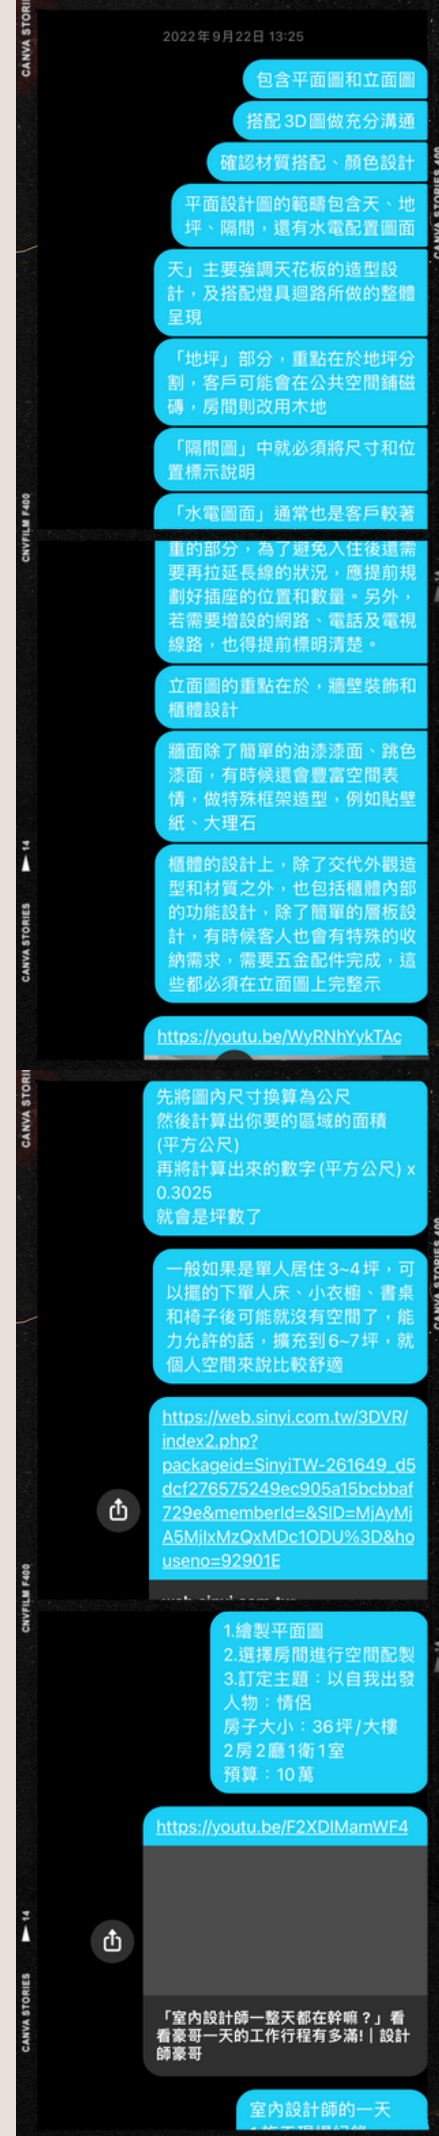 CANVA STORIES
2022年9月22日 13:25
包含平面圖和立面圖
搭配3D圖做充分溝通
確認材質搭配、顏色設計
CANVA STORIES 400
平面設計圖的範疇包含天、地
坪、隔間，還有水電配置圖面
天」主要強調天花板的造型設
計，及搭配燈具迴路所做的整體
呈現
「地坪」部分，重點在於地坪分
割，客戶可能會在公共空間鋪磁
磚，房間則改用木地
「隔間圖」中就必須將尺寸和位
置標示說明
CNVFILM F400
「水電圖面」通常也是客戶較著
重的部分，為了避免入住後還需
要再拉延長線的狀況，應提前規
劃好插座的位置和數量。另外，
若需要增設的網路、電話及電視
線路，也得提前標明清楚。
立面圖的重點在於，牆壁裝飾和
櫃體設計
牆面除了簡單的油漆漆面、跳色
漆面，有時候還會豐富空間表
情，做特殊框架造型，例如貼壁
紙、大理石
14
櫃體的設計上，除了交代外觀造
型和材質之外，也包括櫃體內部
的功能設計，除了簡單的層板設
計，有時候客人也會有特殊的收
納需求，需要五金配件完成，這
些都必須在立面圖上完整示
CANVA STORIES
https://youtu.be/WyRNhYykTAc
CANVA STORI
先將圖內尺寸換算為公尺
然後計算出你要的區域的面積
(平方公尺)
再將計算出來的數字(平方公尺) x
0.3025
就會是坪數了
CANVA STORIES 400
一般如果是單人居住3~4坪，可
以擺的下單人床、小衣櫥、書桌
和椅子後可能就沒有空間了，能
力允許的話，擴充到6~7坪，就
個人空間來說比較舒適
https://web.sinyi.com.tw/3DVR/
index2.php?
packageid=SinyiTW-261649_d5
dcf276575249ec905a15bcbbaf
729e&memberId=&SID=MjAyMj
A5MjIxMzQxMDc1ODU%3D&ho
useno=92901E
CNVFILM F400
1.繪製平面圖
2.選擇房間進行空間配製
3.訂定主題：以自我出發
人物：情侶
房子大小：36坪/大樓
2房2廳1衛1室
預算：10萬
https://youtu.be/F2XDIMamWF4
14
CANVA STORIES
「室內設計師一整天都在幹嘛？」看
看豪哥一天的工作行程有多滿!｜設計
師豪哥
室內設計師的一天